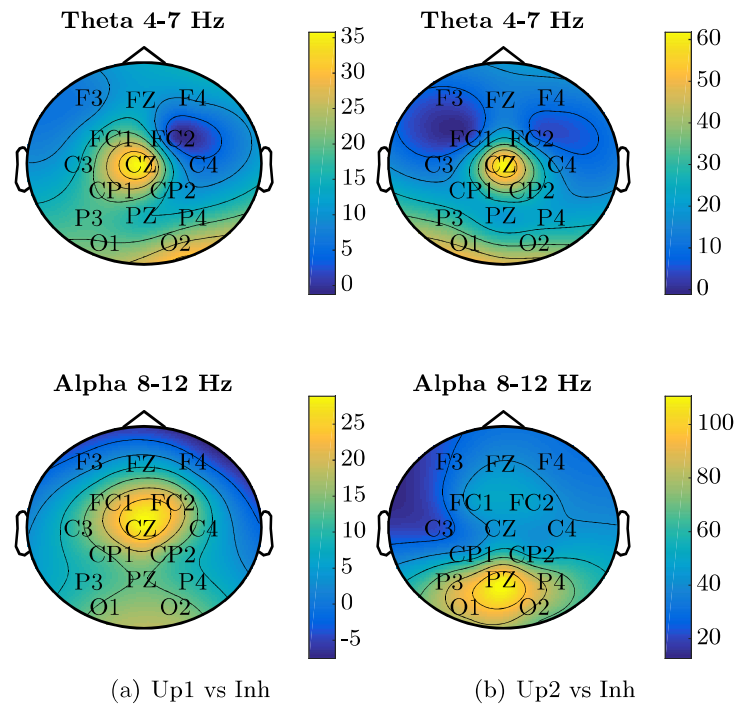 Theta 4-7 Hz
F3 FZ F4
FC1 FC2
C3 CZ C4
CP1 CP2
P3 PZ P4
O1 O2
35
30
25
20
15
10
5
0
Theta 4-7 Hz
F3 FZ F4
FC1 FC2
C3 CZ C4
CP1 CP2
P3 PZ P4
O1 O2
60
50
40
30
20
10
0
Alpha 8-12 Hz
F3 FZ F4
FC1 FC2
C3 CZ C4
CP1 CP2
P3 PZ P4
O1 O2
25
20
15
10
5
0
-5
Alpha 8-12 Hz
F3 FZ F4
FC1 FC2
C3 CZ C4
CP1 CP2
P3 PZ P4
O1 O2
100
80
60
40
20
(a) Up1 vs Inh
(b) Up2 vs Inh